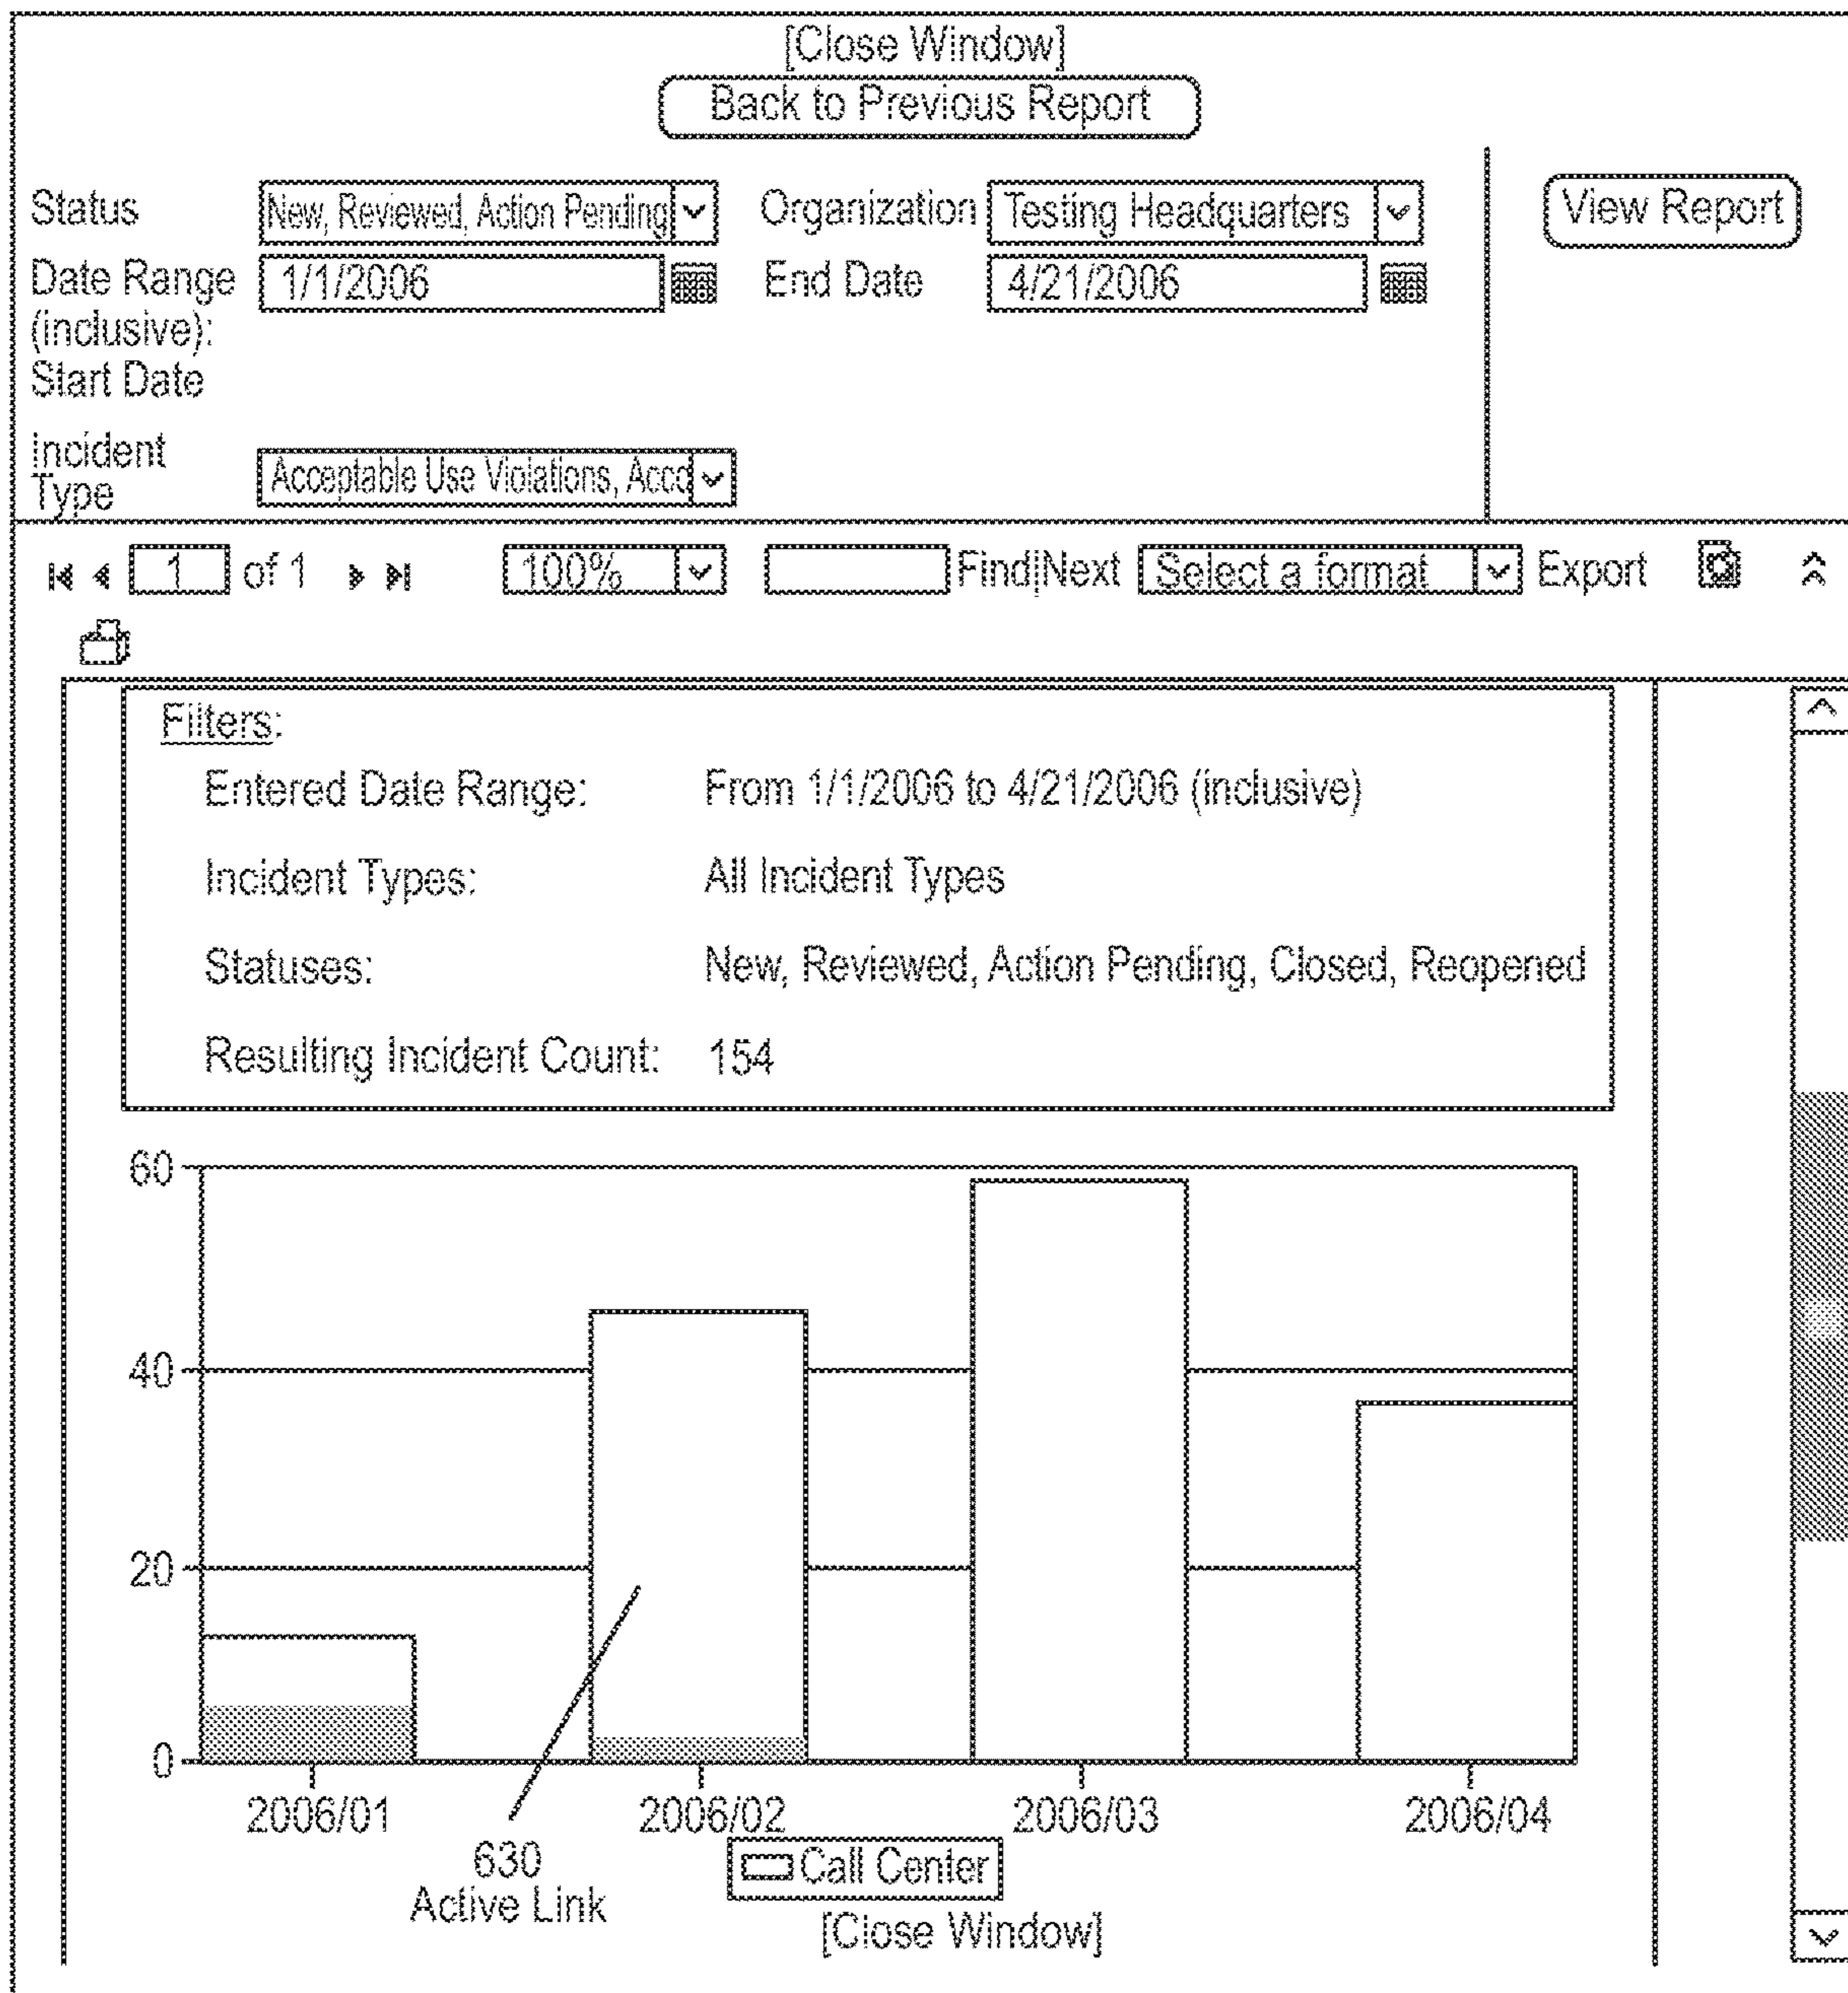 [Close Window]
Back to Previous Report
Status New, Reviewed, Action Pending Organization Testing Headquarters View Report
Date Range 1/1/2006 End Date 4/21/2006
(inclusive):
Start Date
Incident
Type Acceptable Use Violations, Acco
1 of 1 100% Find|Next Select a format Export
Filters:
Entered Date Range: From 1/1/2006 to 4/21/2006 (inclusive)
Incident Types: All Incident Types
Statuses: New, Reviewed, Action Pending, Closed, Reopened
Resulting Incident Count: 154
60
40
20
0
2006/01 2006/02 2006/03 2006/04
630
Active Link
Call Center
[Close Window]